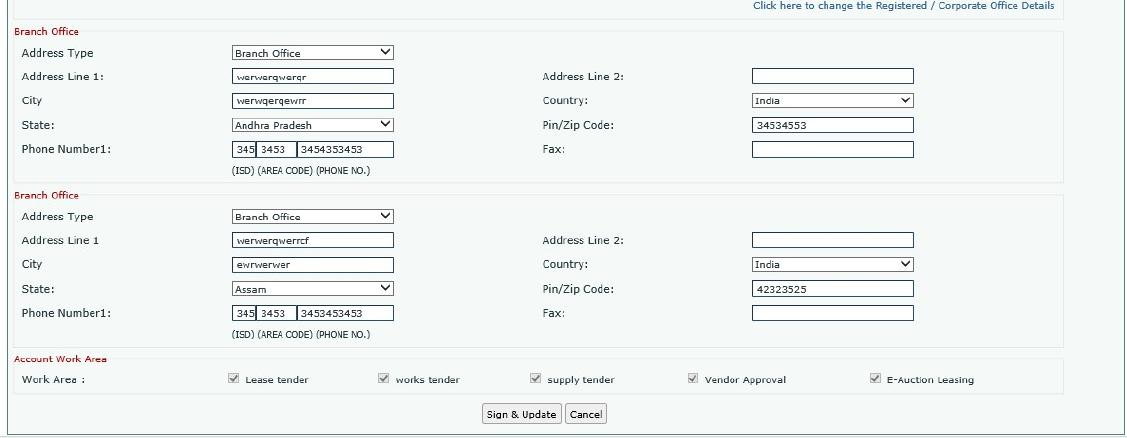 Click here to change the Registered / Corporate Office Details
Branch Office
Address Type Branch Office
Address Line 1: werwerqwerqr Address Line 2:
City werwqerqewrr Country: India
State: Andhra Pradesh Pin/Zip Code: 34534553
Phone Number1: 345 3453 3454353453 Fax:
(ISD) (AREA CODE) (PHONE NO.)
Branch Office
Address Type Branch Office
Address Line 1 werwerqwerrcf Address Line 2:
City ewrwerwer Country: India
State: Assam Pin/Zip Code: 42323525
Phone Number1: 345 3453 3453453453 Fax:
(ISD) (AREA CODE) (PHONE NO.)
Account Work Area
Work Area : Lease tender works tender supply tender Vendor Approval E-Auction Leasing
Sign & Update Cancel